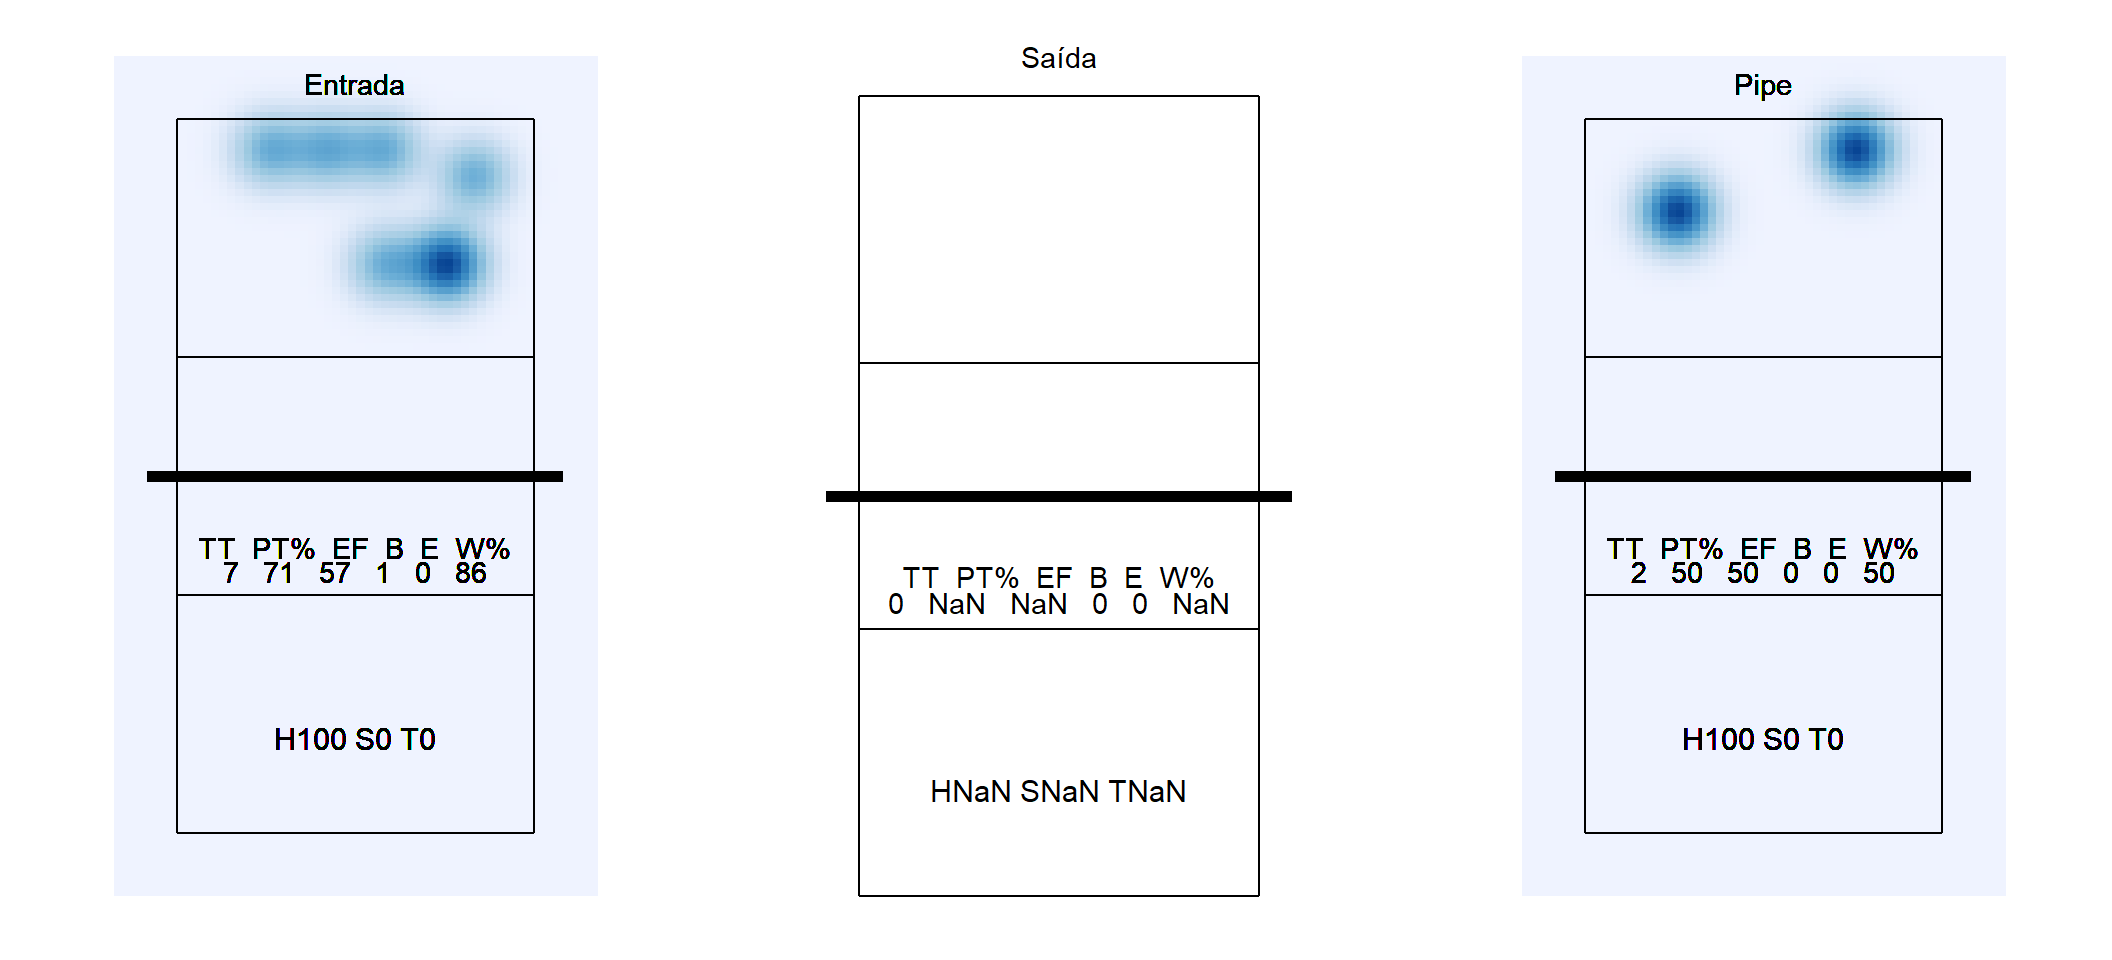 Entrada
TT PT% EF B E W%
7 71 57 1 0 86
H100 S0 T0
Saída
TT PT% EF B E W%
0 NaN NaN 0 0 NaN
HNaN SNaN TNaN
Pipe
TT PT% EF B E W%
2 50 50 0 0 50
H100 S0 T0